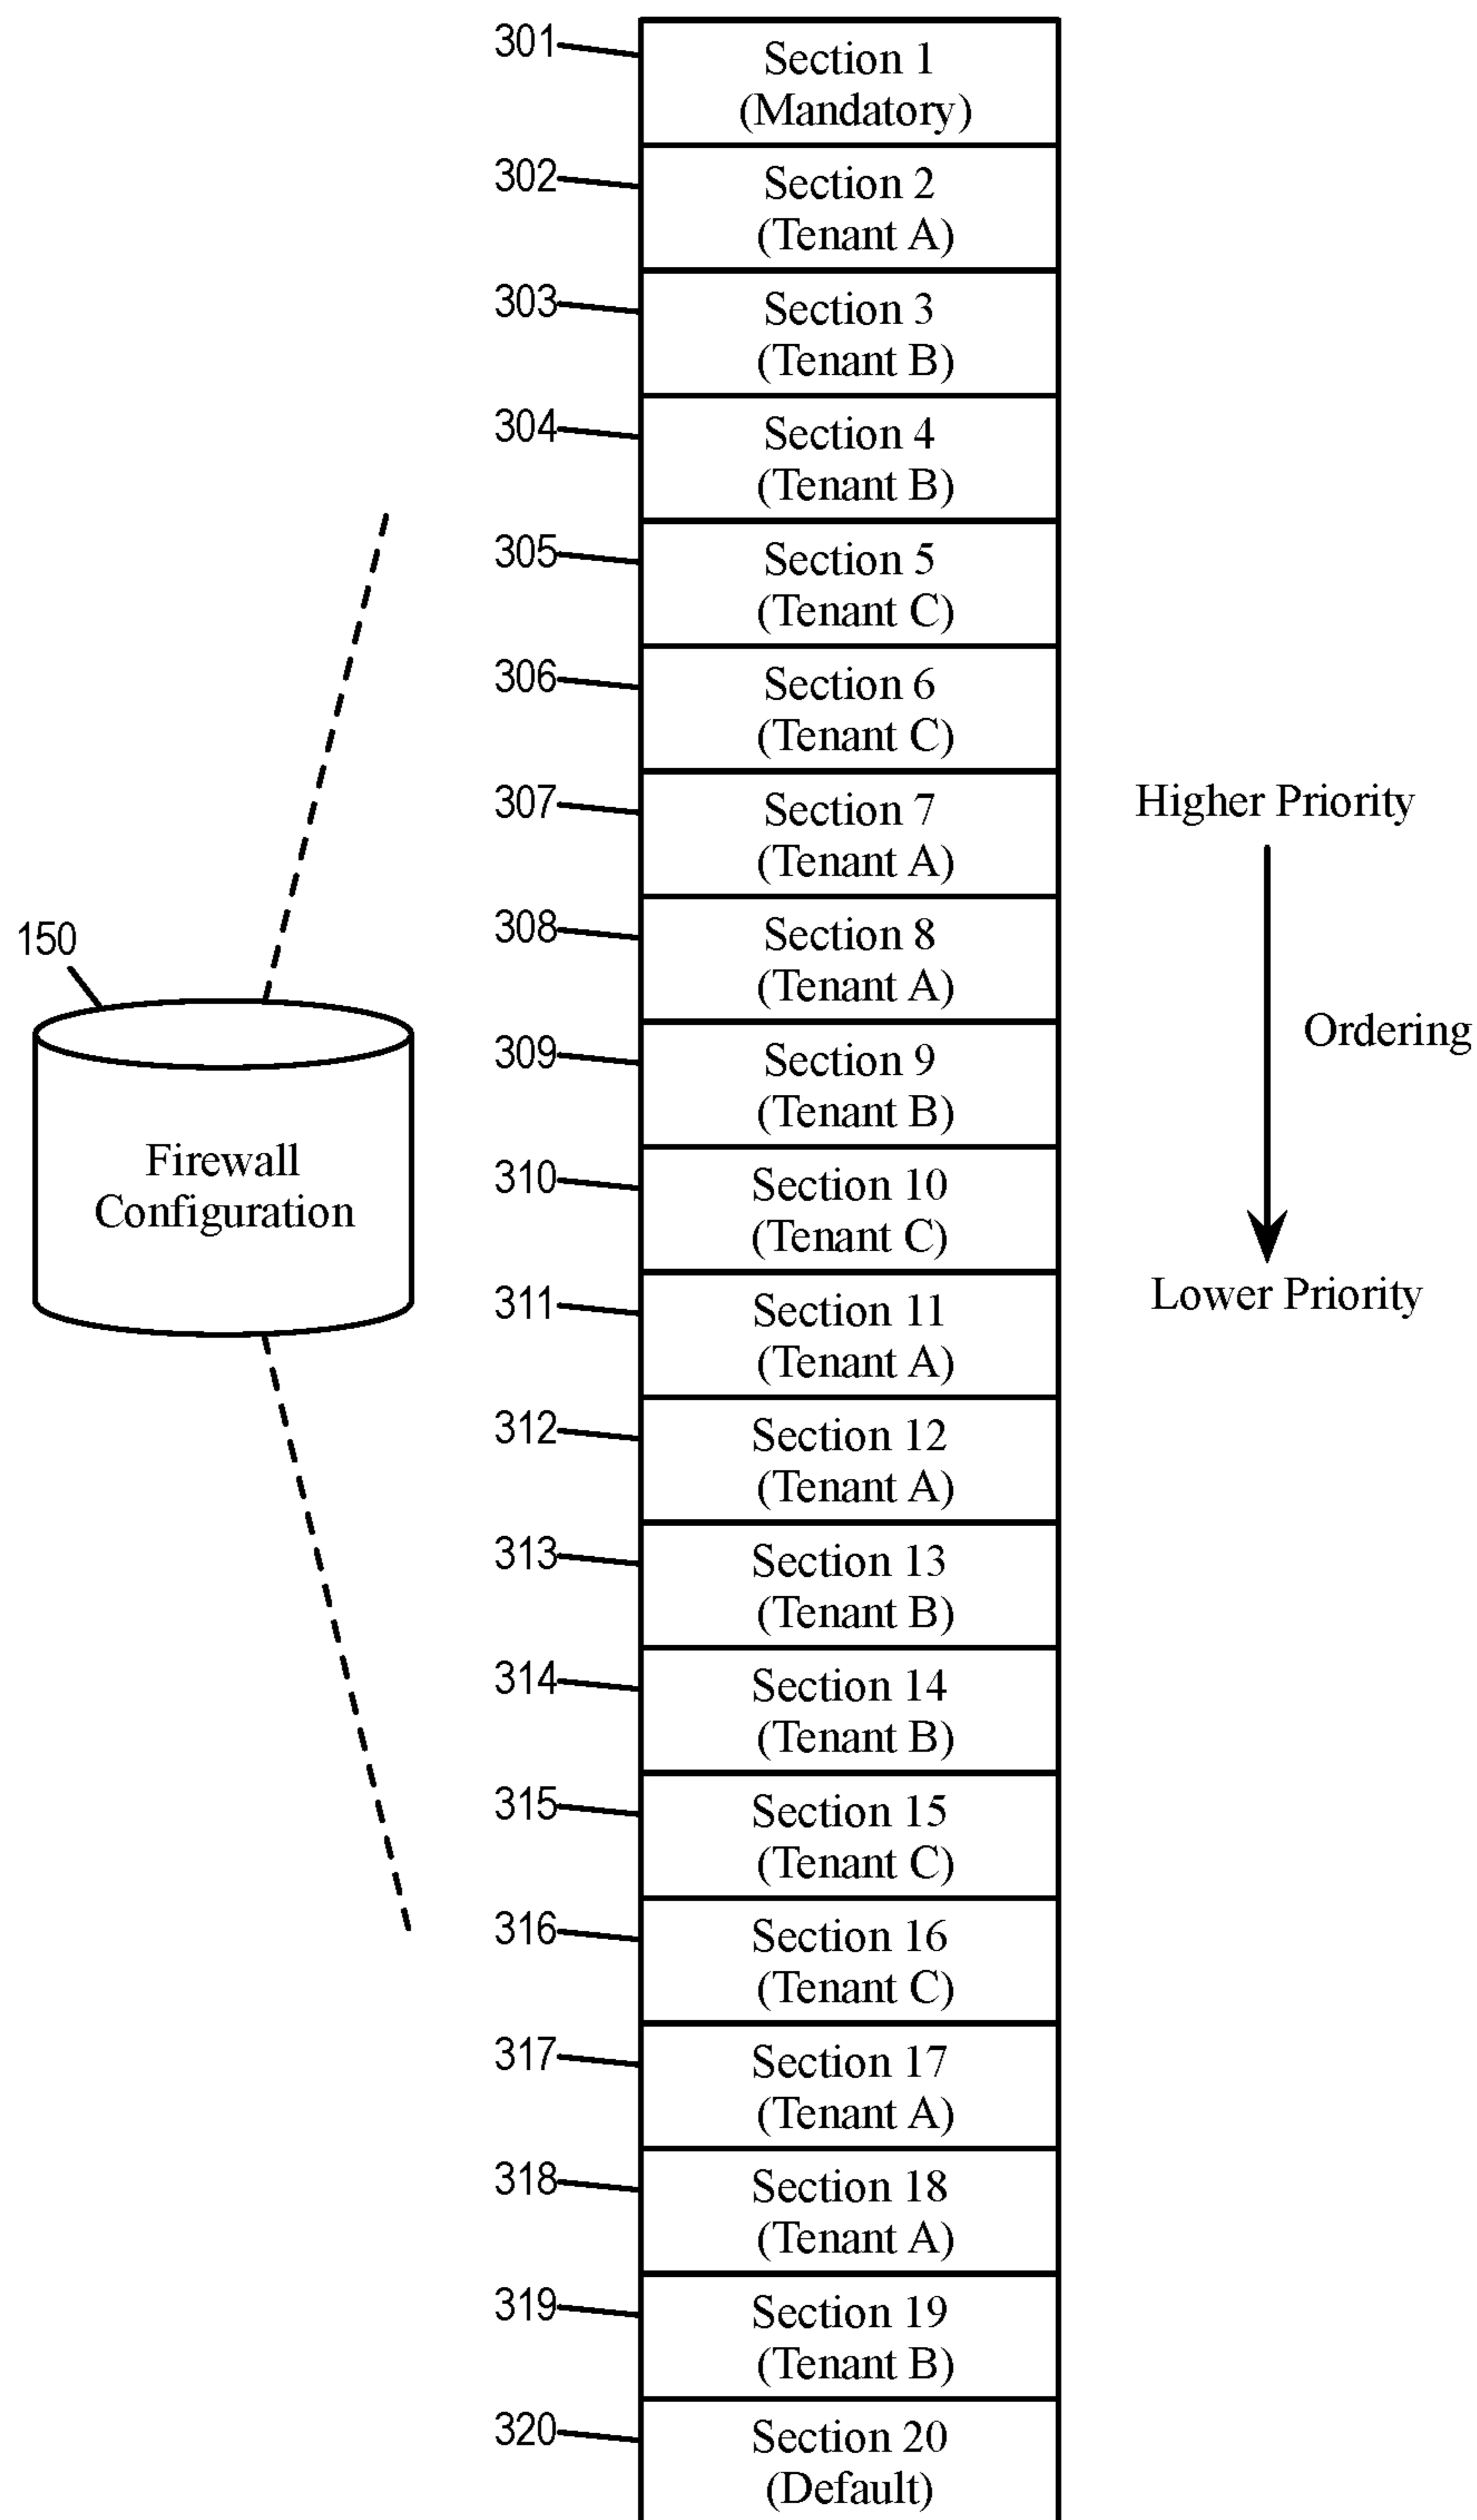 301
Section 1
(Mandatory)
302
Section 2
(Tenant A)
303
Section 3
(Tenant B)
304
Section 4
(Tenant B)
305
Section 5
(Tenant C)
306
Section 6
(Tenant C)
307
Section 7
(Tenant A)
308
Section 8
(Tenant A)
309
Section 9
(Tenant B)
310
Section 10
(Tenant C)
311
Section 11
(Tenant A)
312
Section 12
(Tenant A)
313
Section 13
(Tenant B)
314
Section 14
(Tenant B)
315
Section 15
(Tenant C)
316
Section 16
(Tenant C)
317
Section 17
(Tenant A)
318
Section 18
(Tenant A)
319
Section 19
(Tenant B)
320
Section 20
(Default)
150
Firewall
Configuration
Higher Priority
Ordering
Lower Priority